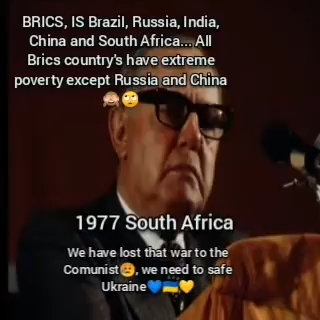 BRICS, IS Brazil, Russia, India,
China and South Africa... All
Brics country's have extreme
poverty except Russia and China
🙈🙄
1977 South Africa
We have lost that war to the
Comunist😢, we need to safe
Ukraine💙🇺🇦💛